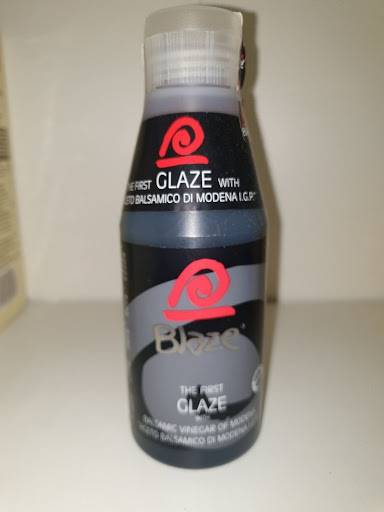 THE FIRST GLAZE WITH
ACETO BALSAMICO DI MODENA I.G.P.
Blaze®
THE FIRST
GLAZE
WITH
BALSAMIC VINEGAR OF MODENA
ACETO BALSAMICO DI MODENA